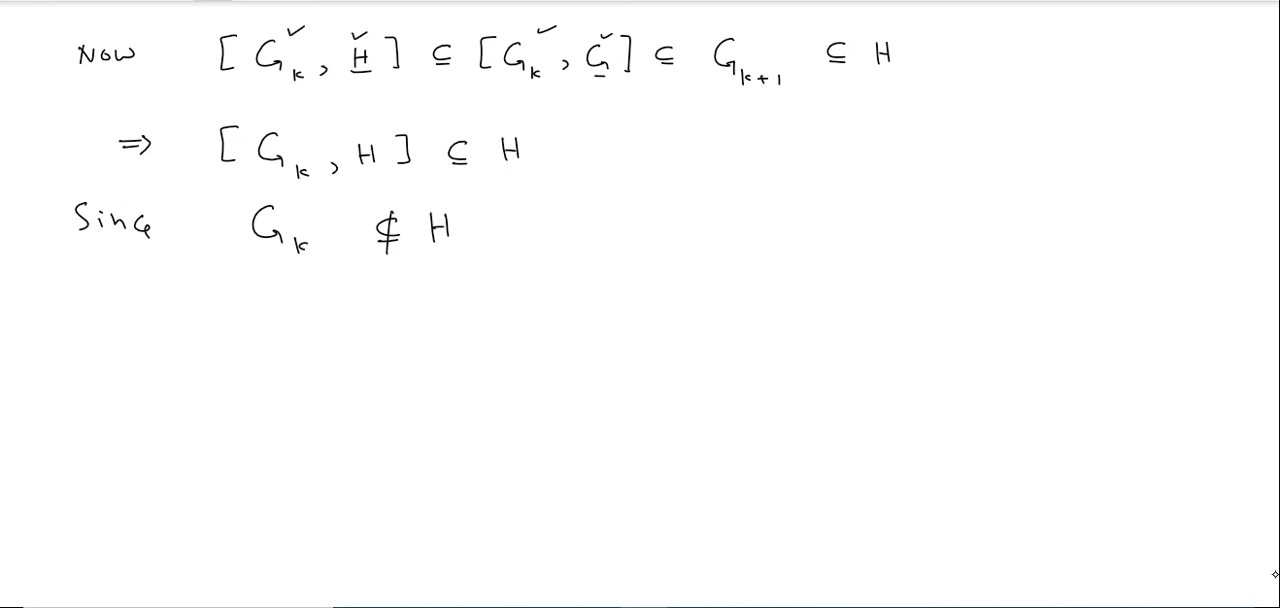 Now [G_k, H] ⊆ [G_k, G] ⊆ G_{k+1} ⊆ H
⇒ [G_k, H] ⊆ H
Since G_k ⊈ H